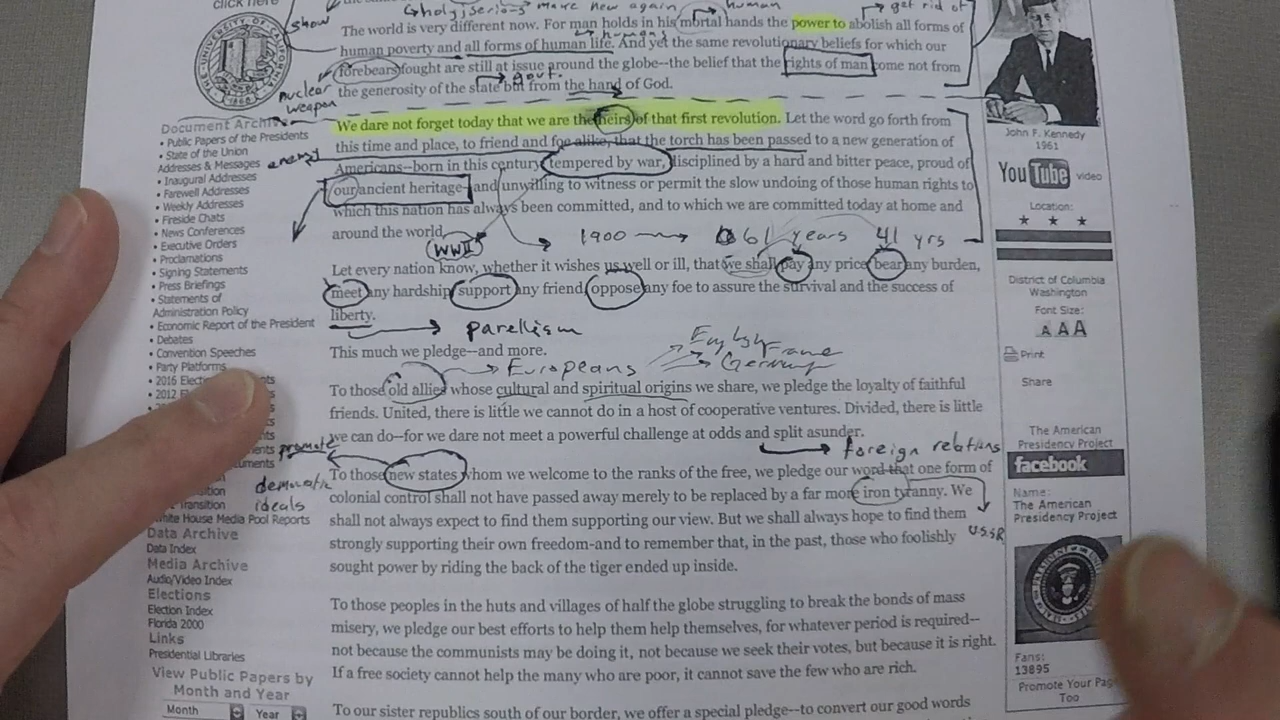 click here
show
holy/serious make new again human get rid of
The world is very different now. For man holds in his mortal hands the power to abolish all forms of
human poverty and all forms of human life. And yet the same revolutionary beliefs for which our
forebears fought are still at issue around the globe--the belief that the rights of man come not from
gov't.
the generosity of the state but from the hand of God.
nuclear
weapon
We dare not forget today that we are the heirs of that first revolution. Let the word go forth from
this time and place, to friend and foe alike, that the torch has been passed to a new generation of
enemy
Americans--born in this century, tempered by war, disciplined by a hard and bitter peace, proud of
our ancient heritage--and unwilling to witness or permit the slow undoing of those human rights to
which this nation has always been committed, and to which we are committed today at home and
around the world.
WWII
1900 61 years 41 yrs
Let every nation know, whether it wishes us well or ill, that we shall pay any price, bear any burden,
meet any hardship, support any friend, oppose any foe to assure the survival and the success of
liberty.
parellism
This much we pledge--and more.
Europeans
Germany
To those old allies whose cultural and spiritual origins we share, we pledge the loyalty of faithful
friends. United, there is little we cannot do in a host of cooperative ventures. Divided, there is little
we can do--for we dare not meet a powerful challenge at odds and split asunder.
foreign relations
promote
democratic
ideals
To those new states whom we welcome to the ranks of the free, we pledge our word that one form of
colonial control shall not have passed away merely to be replaced by a far more iron tyranny. We
shall not always expect to find them supporting our view. But we shall always hope to find them
U.S.S.R
strongly supporting their own freedom-and to remember that, in the past, those who foolishly
sought power by riding the back of the tiger ended up inside.
To those peoples in the huts and villages of half the globe struggling to break the bonds of mass
misery, we pledge our best efforts to help them help themselves, for whatever period is required--
not because the communists may be doing it, not because we seek their votes, but because it is right.
If a free society cannot help the many who are poor, it cannot save the few who are rich.
To our sister republics south of our border, we offer a special pledge--to convert our good words
Document Archive
• Public Papers of the Presidents
• State of the Union
Addresses & Messages
• Inaugural Addresses
• Farewell Addresses
• Weekly Addresses
• Fireside Chats
• News Conferences
• Executive Orders
• Proclamations
• Signing Statements
• Press Briefings
• Statements of
Administration Policy
• Economic Report of the President
• Debates
• Convention Speeches
• Party Platforms
• 2016
• 2012
White House Media Pool Reports
Data Archive
Data Index
Media Archive
Audio/Video Index
Elections
Election Index
Florida 2000
Links
Presidential Libraries
View Public Papers by
Month and Year
Month Year
John F. Kennedy
1961
You Tube video
Location:
District of Columbia
Washington
Font Size:
A A A
Print
Share
The American
Presidency Project
facebook
Name:
The American
Presidency Project
Fans:
13895
Promote Your Page
Too